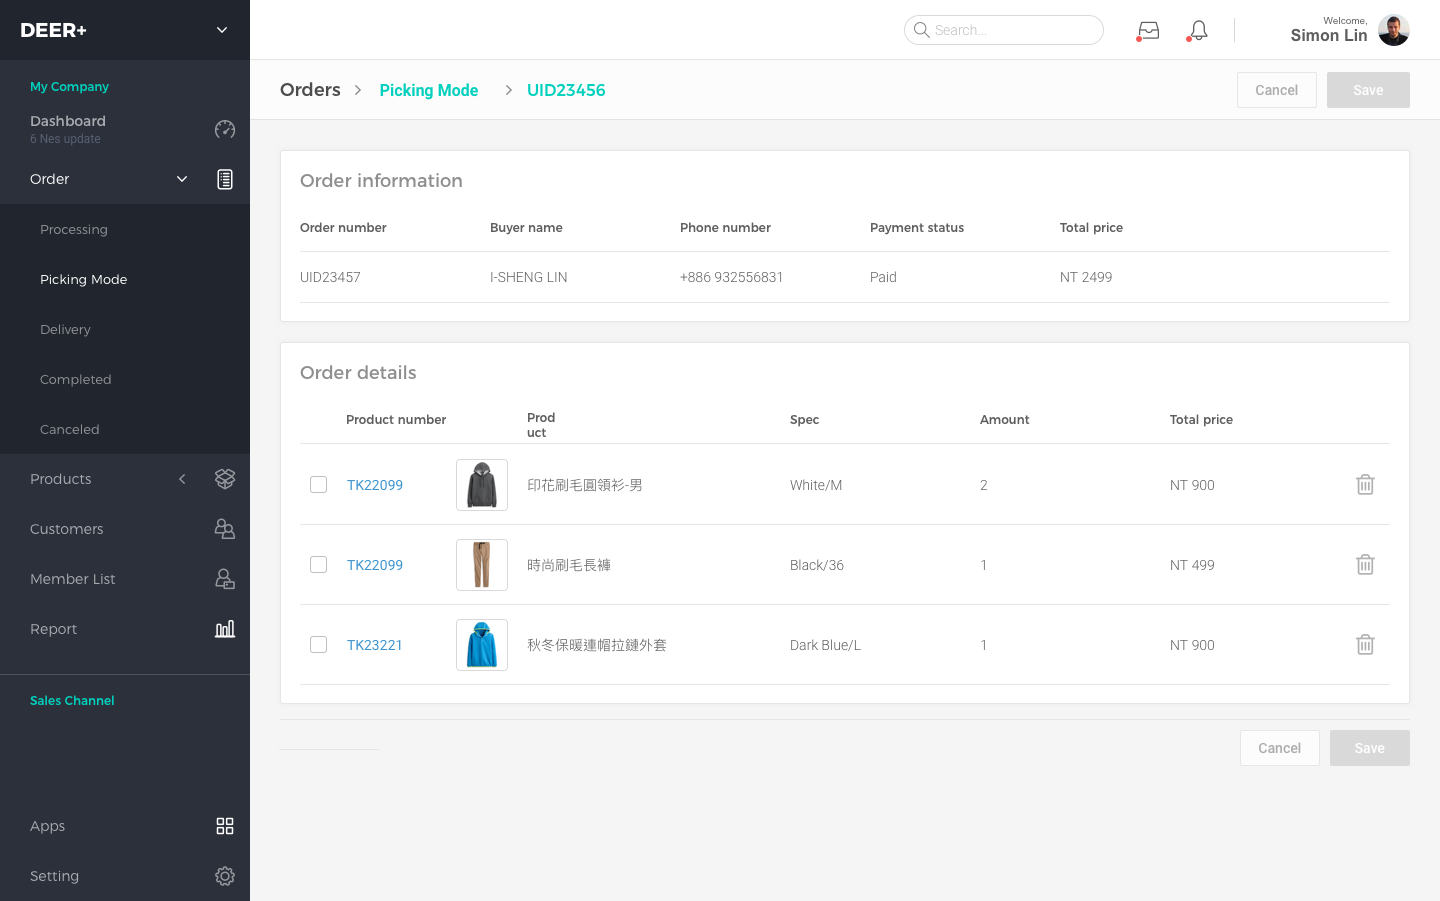 DEER+
My Company
Dashboard
6 Nes update
Order
Processing
Picking Mode
Delivery
Completed
Canceled
Products
Customers
Member List
Report
Sales Channel
Apps
Setting
Search...
Welcome,
Simon Lin
Orders > Picking Mode > UID23456
Cancel
Save
Order information
Order number Buyer name Phone number Payment status Total price
UID23457 I-SHENG LIN +886 932556831 Paid NT 2499
Order details
Product number Prod
uct Spec Amount Total price
TK22099 印花刷毛圓領衫-男 White/M 2 NT 900
TK22099 時尚刷毛長褲 Black/36 1 NT 499
TK23221 秋冬保暖連帽拉鏈外套 Dark Blue/L 1 NT 900
Cancel
Save